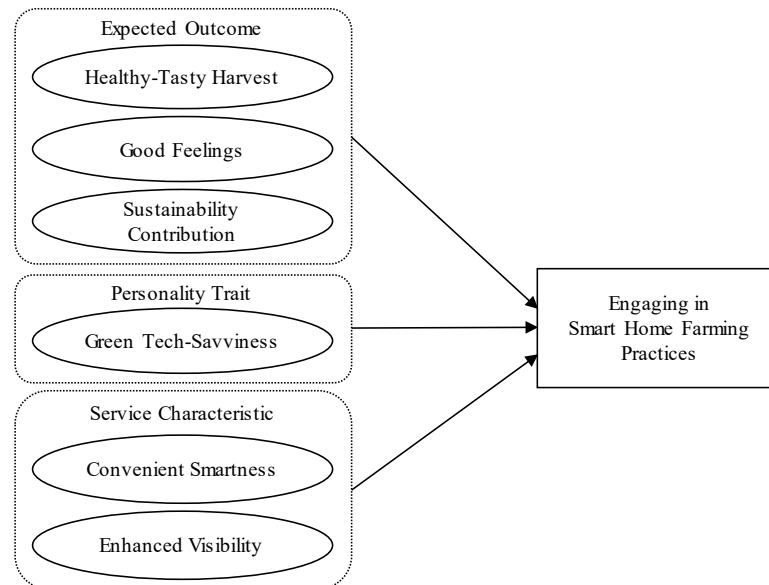 Expected Outcome
Healthy-Tasty Harvest
Good Feelings
Sustainability
Contribution
Personality Trait
Green Tech-Savviness
Service Characteristic
Convenient Smartness
Enhanced Visibility
Engaging in
Smart Home Farming
Practices